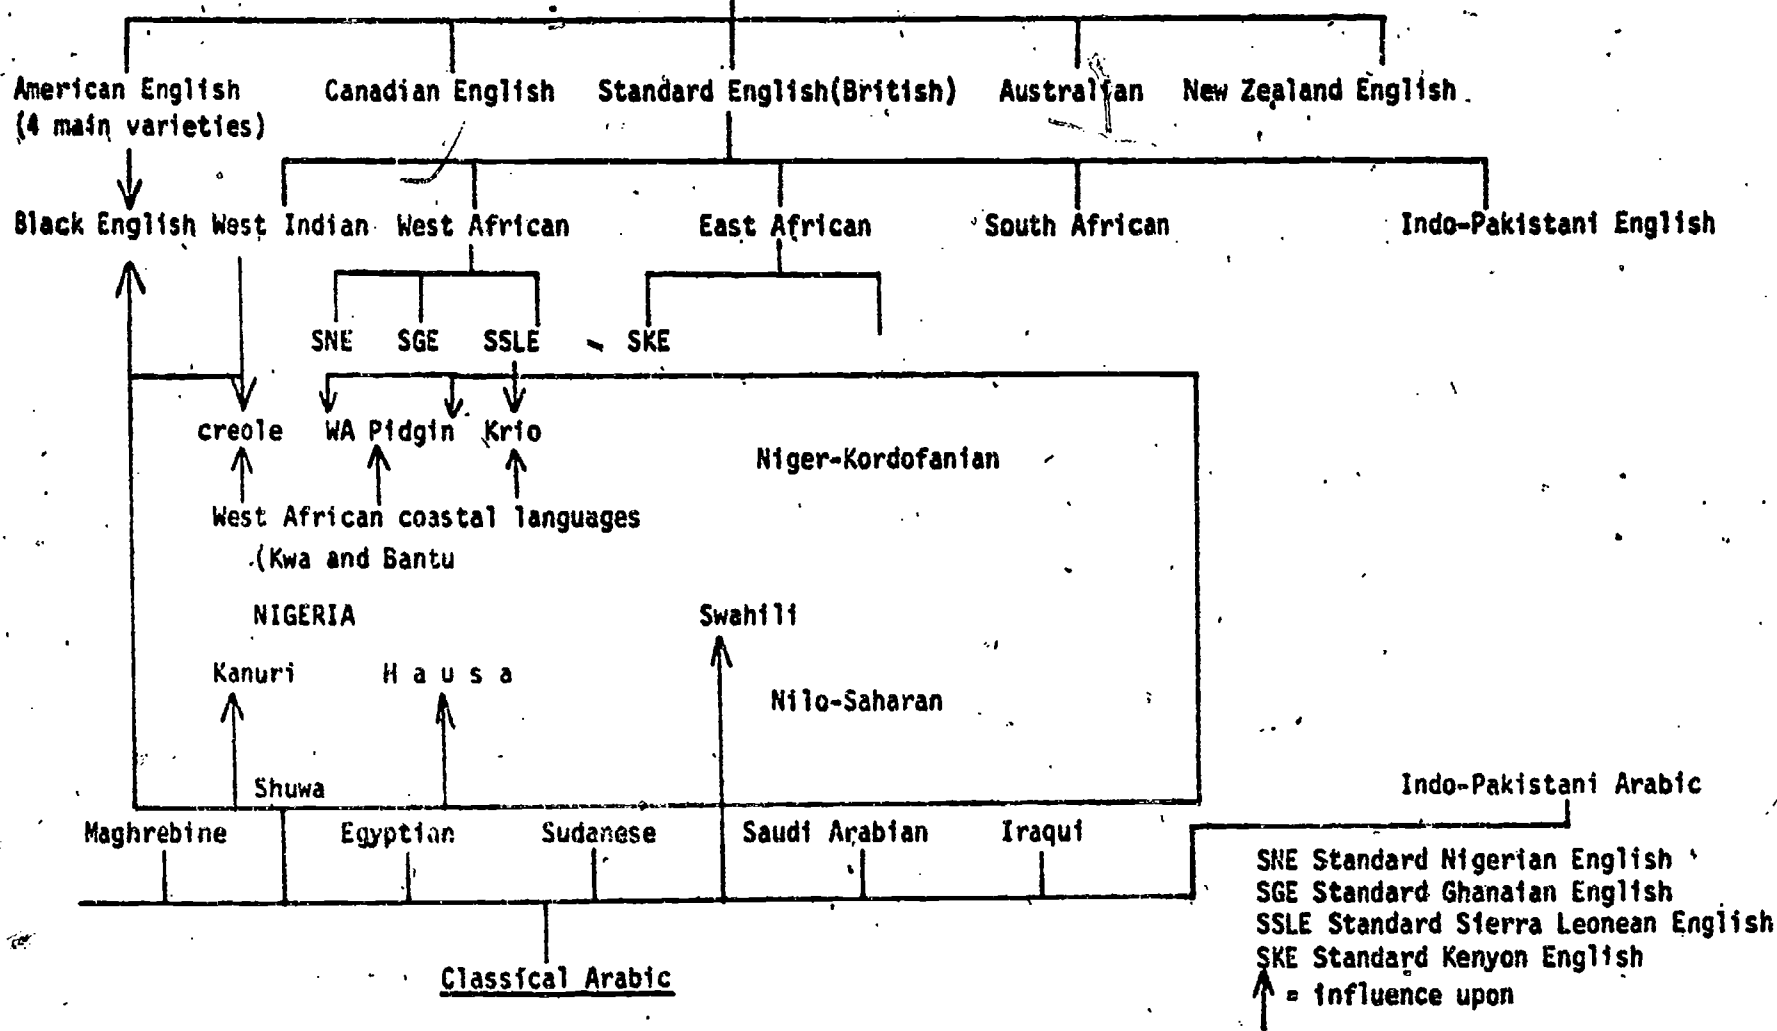 American English Canadian English Standard English(British) Australian New Zealand English
(4 main varieties)
Black English West Indian West African East African South African Indo-Pakistani English
SNE SGE SSLE SKE
creole WA Pidgin Krio
Niger-Kordofanian
West African coastal languages
(Kwa and Bantu
NIGERIA Swahili
Kanuri H a u s a
Nilo-Saharan
Shuwa Indo-Pakistani Arabic
Maghrebine Egyptian Sudanese Saudi Arabian Iraqui
SNE Standard Nigerian English
SGE Standard Ghanaian English
SSLE Standard Sierra Leonean English
SKE Standard Kenyon English
Classical Arabic
= influence upon